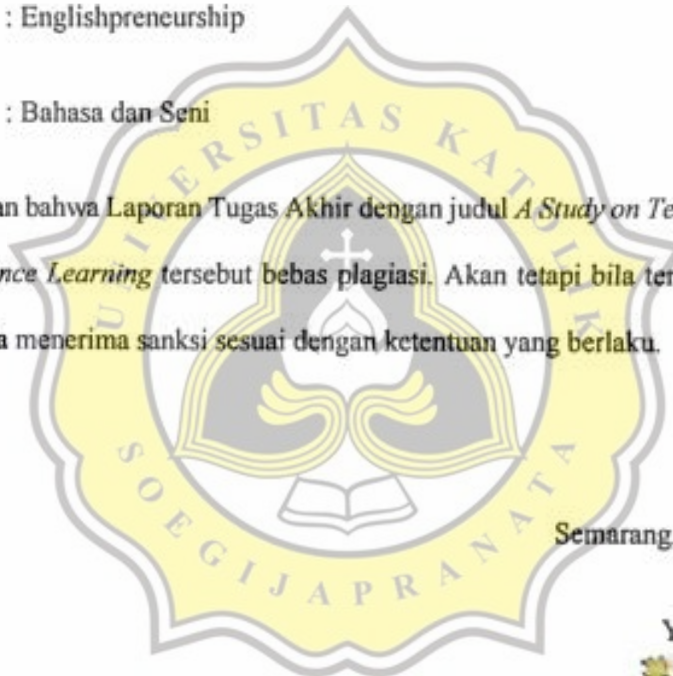 : Englishpreneurship
: Bahasa dan Seni
an bahwa Laporan Tugas Akhir dengan judul A Study on Te
nce Learning tersebut bebas plagiasi. Akan tetapi bila ter
a menerima sanksi sesuai dengan ketentuan yang berlaku.
UNIVERSITAS KATOLIK
SOEGIJAPRANATA
Semarang,
Y